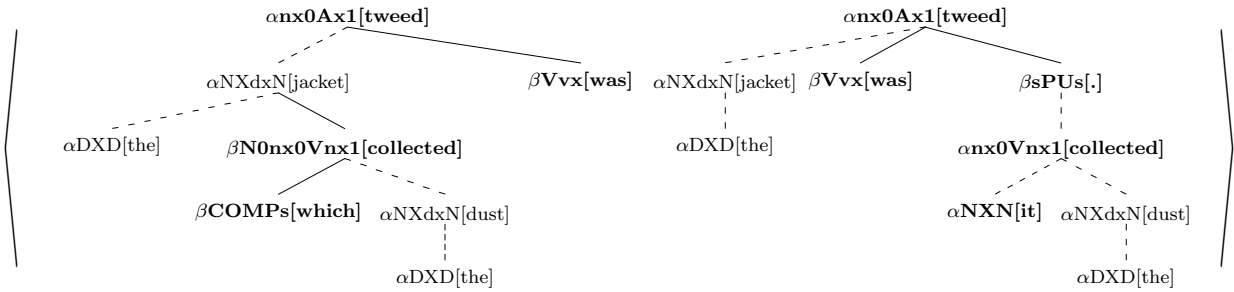 αnx0Ax1[tweed] αnx0Ax1[tweed]
αNXdxN[jacket] βVvx[was] αNXdxN[jacket] βVvx[was] βsPUs[.]
αDXD[the] βN0nx0Vnx1[collected] αDXD[the] αnx0Vnx1[collected]
βCOMPs[which] αNXdxN[dust] αNXN[it] αNXdxN[dust]
αDXD[the] αDXD[the]